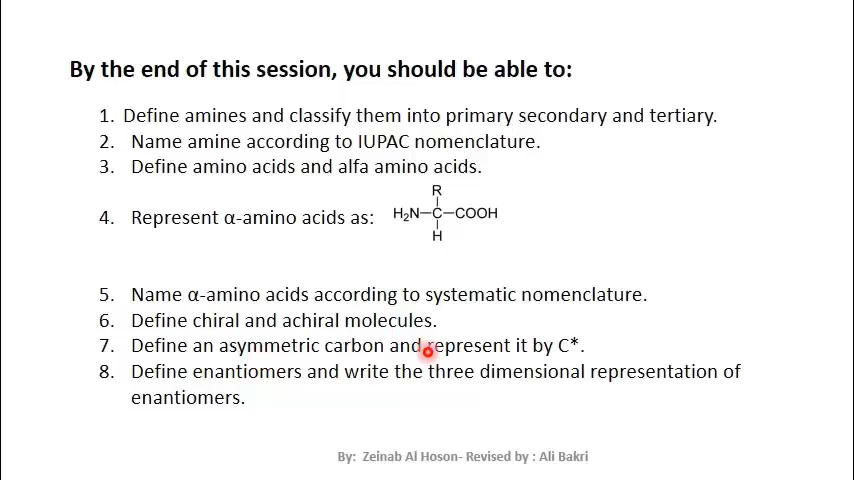 By the end of this session, you should be able to:
1. Define amines and classify them into primary secondary and tertiary.
2. Name amine according to IUPAC nomenclature.
3. Define amino acids and alfa amino acids.
R
4. Represent α-amino acids as: H₂N–C–COOH
H
5. Name α-amino acids according to systematic nomenclature.
6. Define chiral and achiral molecules.
7. Define an asymmetric carbon and represent it by C*.
8. Define enantiomers and write the three dimensional representation of
enantiomers.
By: Zeinab Al Hoson- Revised by : Ali Bakri